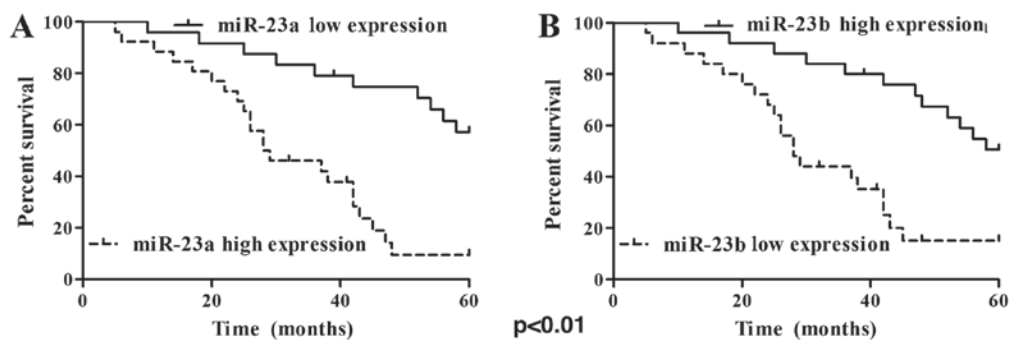 A
miR-23a low expression
Percent survival
100
80
60
40
20
0
miR-23a high expression
0 20 40 60
Time (months)
p<0.01
B
miR-23b high expression
Percent survival
100
80
60
40
20
0
miR-23b low expression
0 20 40 60
Time (months)